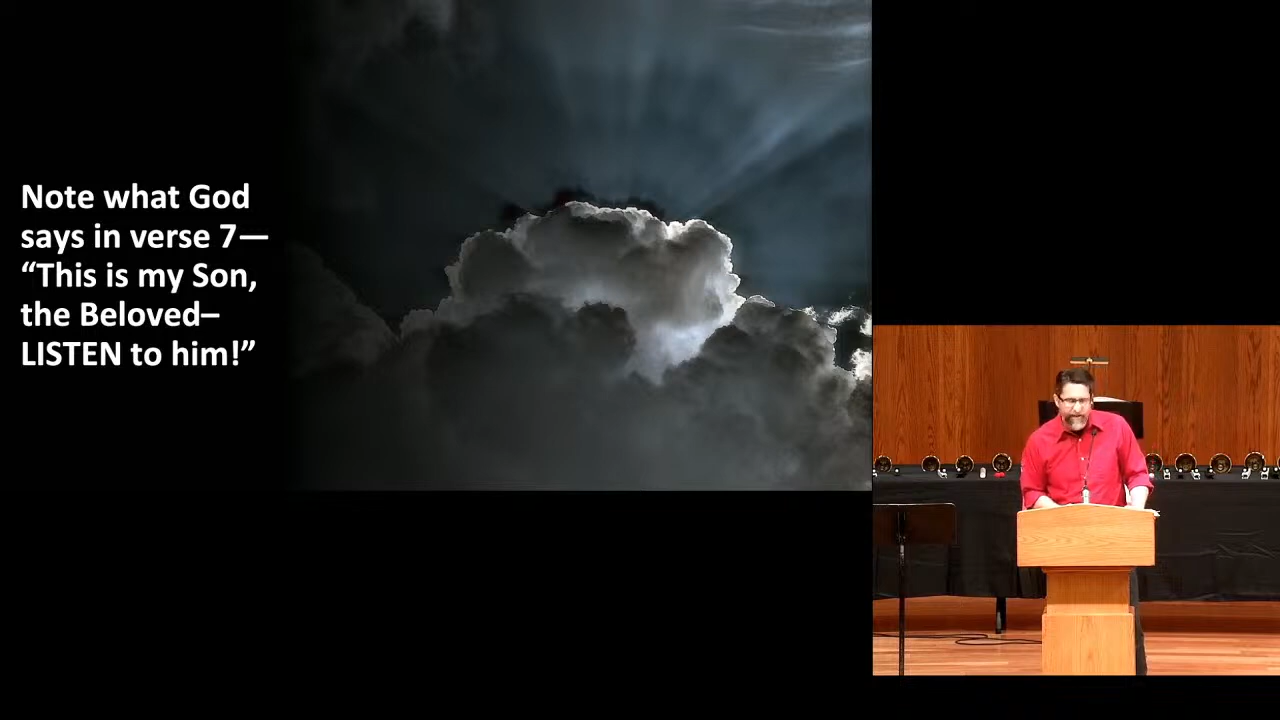 Note what God
says in verse 7—
“This is my Son,
the Beloved–
LISTEN to him!”